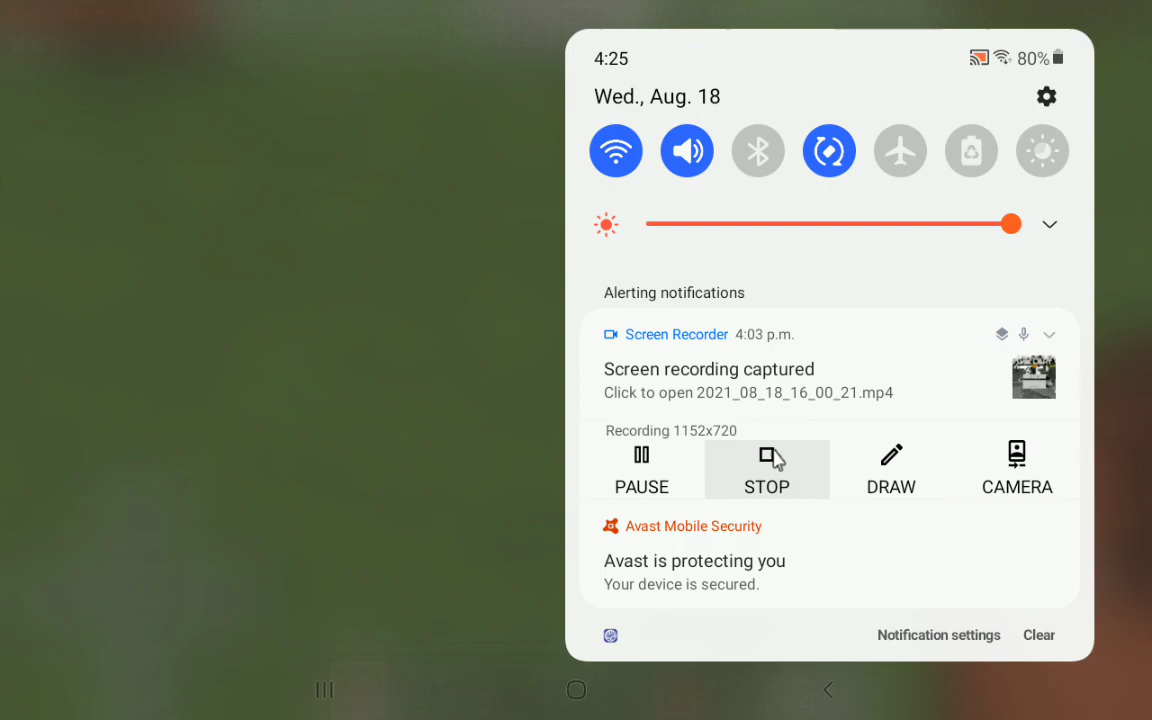 4:25
80%
Wed., Aug. 18
Alerting notifications
Screen Recorder 4:03 p.m.
Screen recording captured
Click to open 2021_08_18_16_00_21.mp4
Recording 1152x720
PAUSE STOP DRAW CAMERA
Avast Mobile Security
Avast is protecting you
Your device is secured.
Notification settings Clear